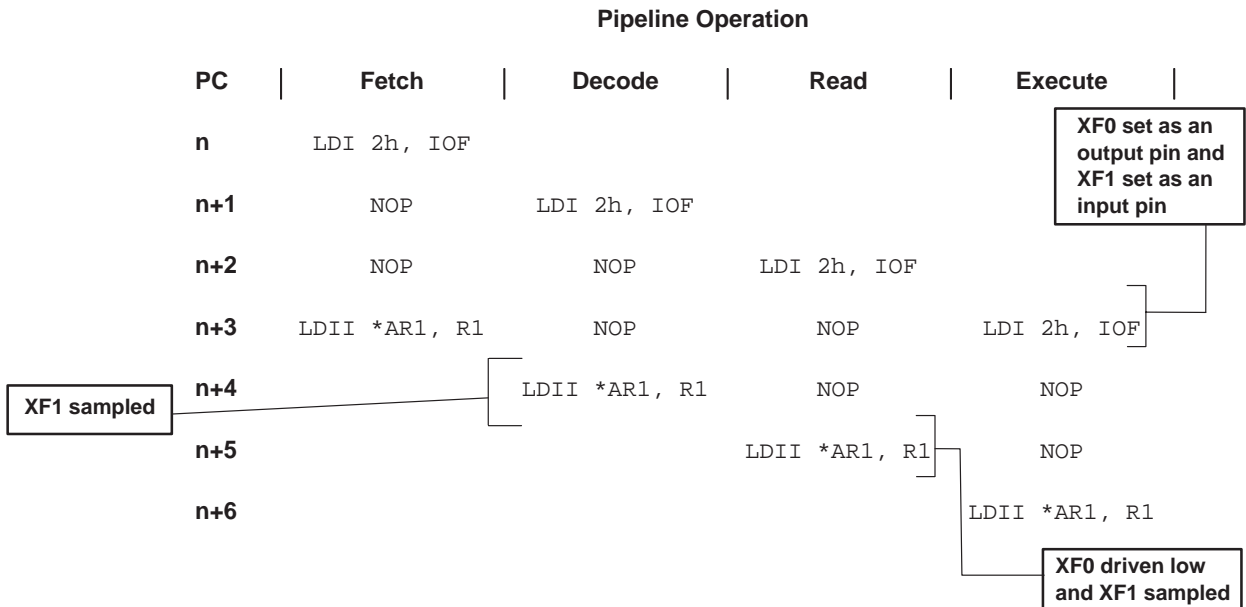 Pipeline Operation
PC | Fetch | Decode | Read | Execute |
n LDI 2h, IOF
XF0 set as an
output pin and
XF1 set as an
input pin
n+1 NOP LDI 2h, IOF
n+2 NOP NOP LDI 2h, IOF
n+3 LDII *AR1, R1 NOP NOP LDI 2h, IOF
n+4 LDII *AR1, R1 NOP NOP
XF1 sampled
n+5 LDII *AR1, R1 NOP
n+6 LDII *AR1, R1
XF0 driven low
and XF1 sampled